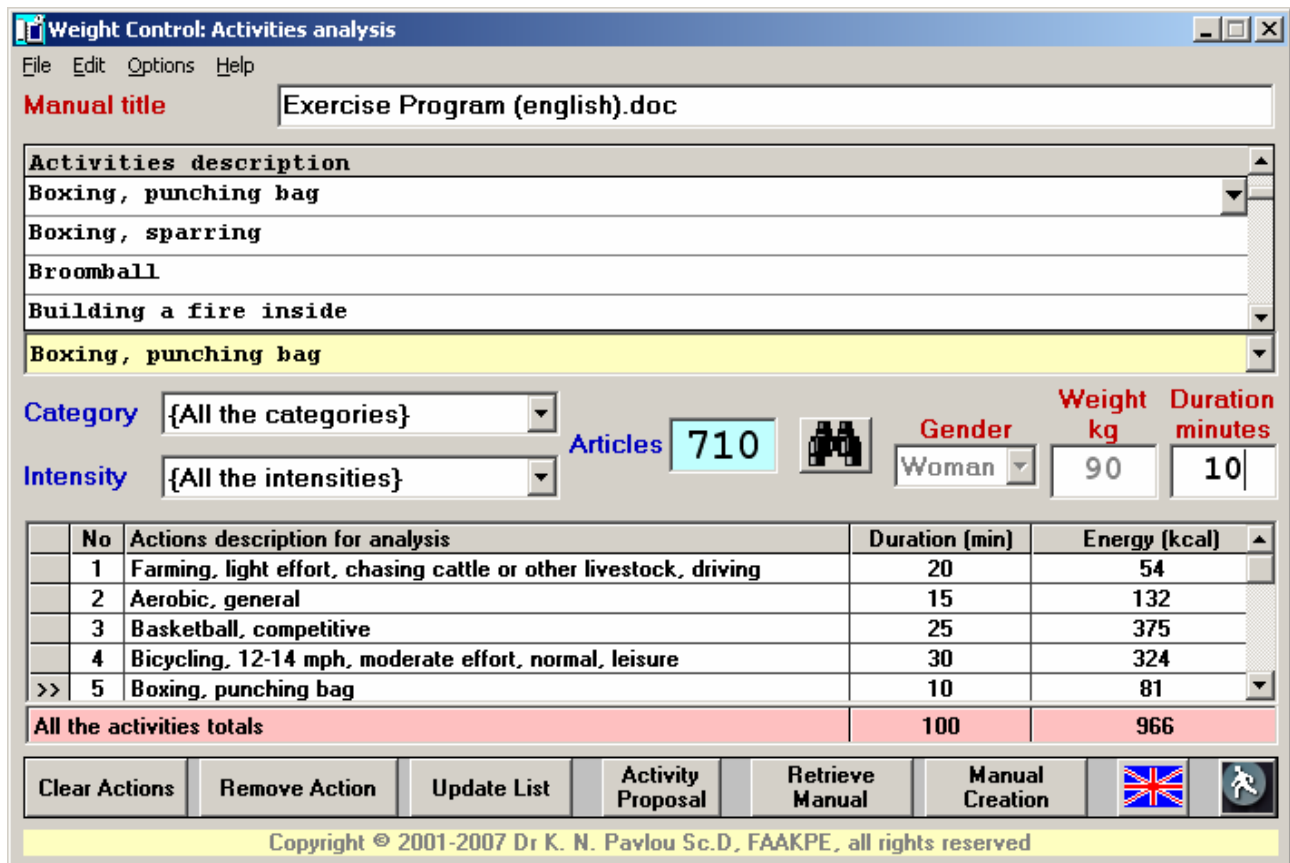 Weight Control: Activities analysis
File Edit Options Help
Manual title Exercise Program (english).doc
Activities description
Boxing, punching bag
Boxing, sparring
Broomball
Building a fire inside
Boxing, punching bag
Category {All the categories}
Intensity {All the intensities}
Articles 710
Gender
Woman
Weight
kg
90
Duration
minutes
10
No Actions description for analysis Duration (min) Energy (kcal)
1 Farming, light effort, chasing cattle or other livestock, driving 20 54
2 Aerobic, general 15 132
3 Basketball, competitive 25 375
4 Bicycling, 12-14 mph, moderate effort, normal, leisure 30 324
>> 5 Boxing, punching bag 10 81
All the activities totals 100 966
Clear Actions
Remove Action
Update List
Activity
Proposal
Retrieve
Manual
Manual
Creation
Copyright © 2001-2007 Dr K. N. Pavlou Sc.D, FAAKPE, all rights reserved